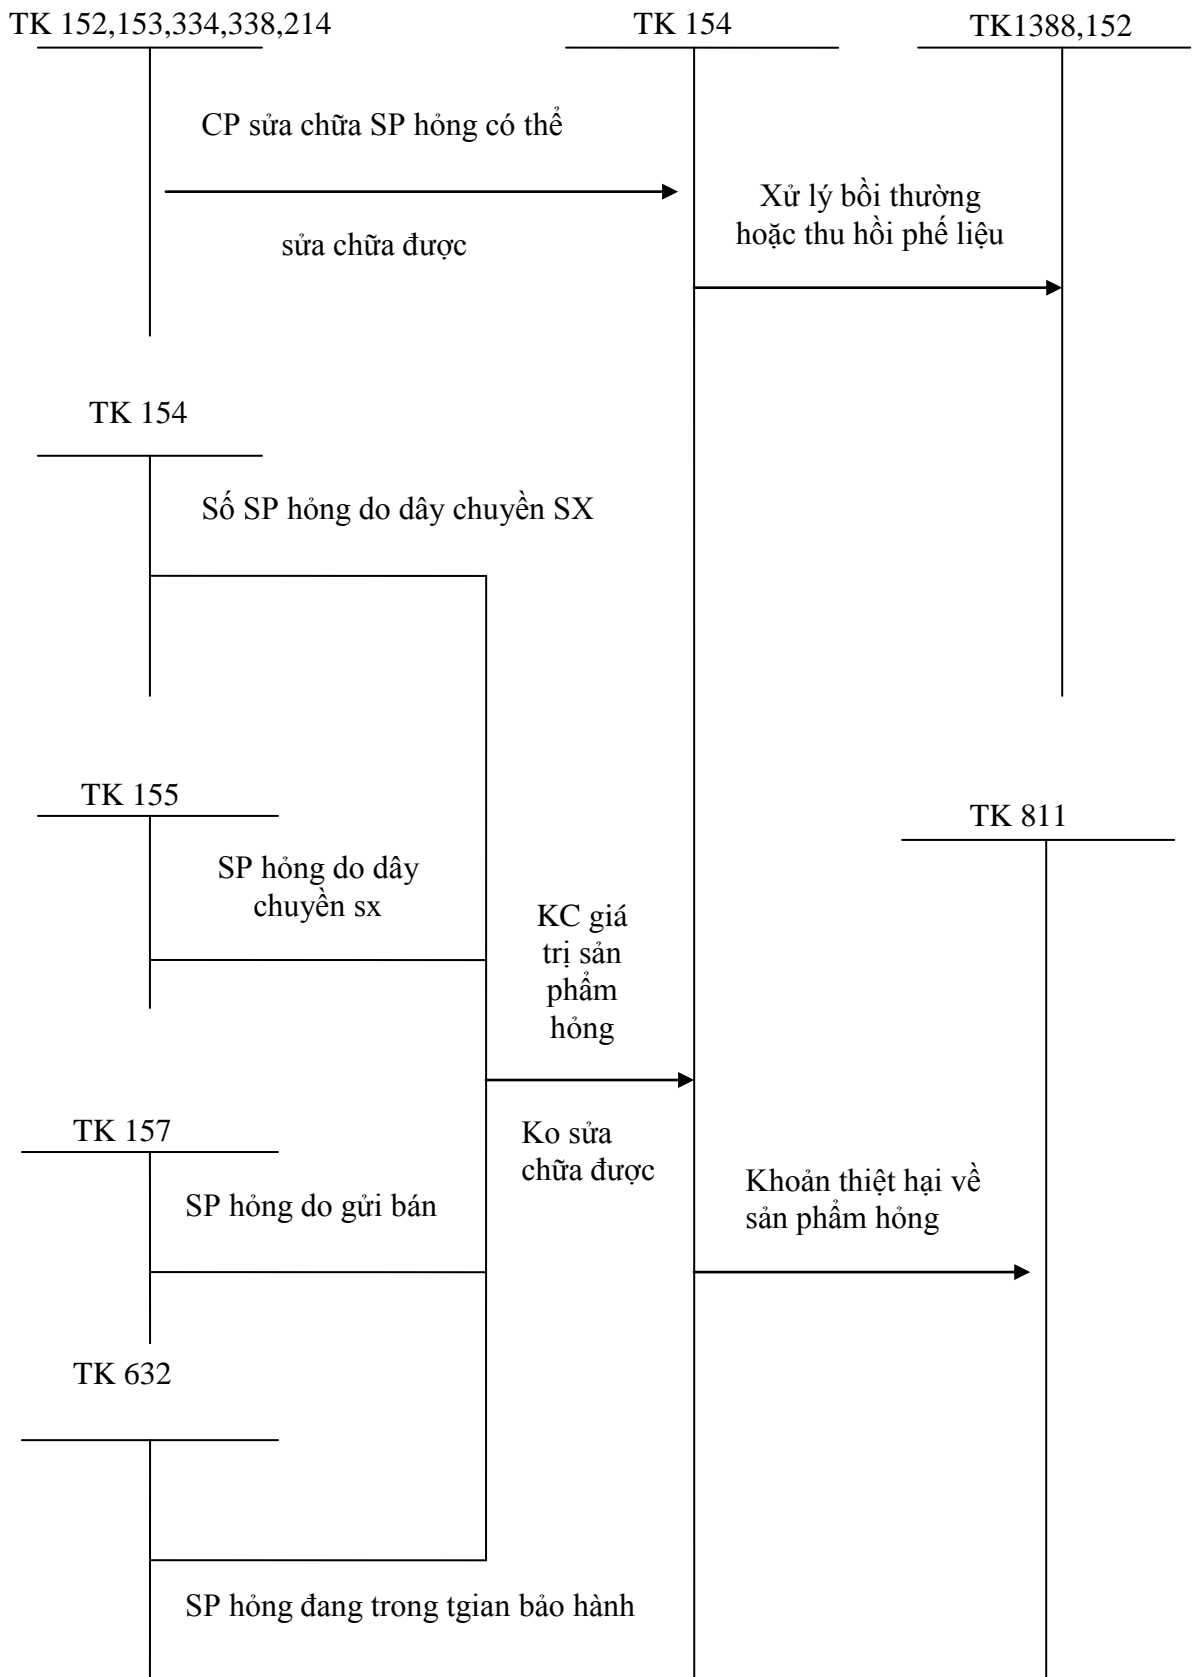 TK 152,153,334,338,214
TK 154
TK1388,152
CP sửa chữa SP hỏng có thể
sửa chữa được
Xử lý bồi thường
hoặc thu hồi phế liệu
TK 154
Số SP hỏng do dây chuyền SX
TK 155
TK 811
SP hỏng do dây
chuyền sx
KC giá
trị sản
phẩm
hỏng
TK 157
Ko sửa
chữa được
SP hỏng do gửi bán
Khoản thiệt hại về
sản phẩm hỏng
TK 632
SP hỏng đang trong tgian bảo hành